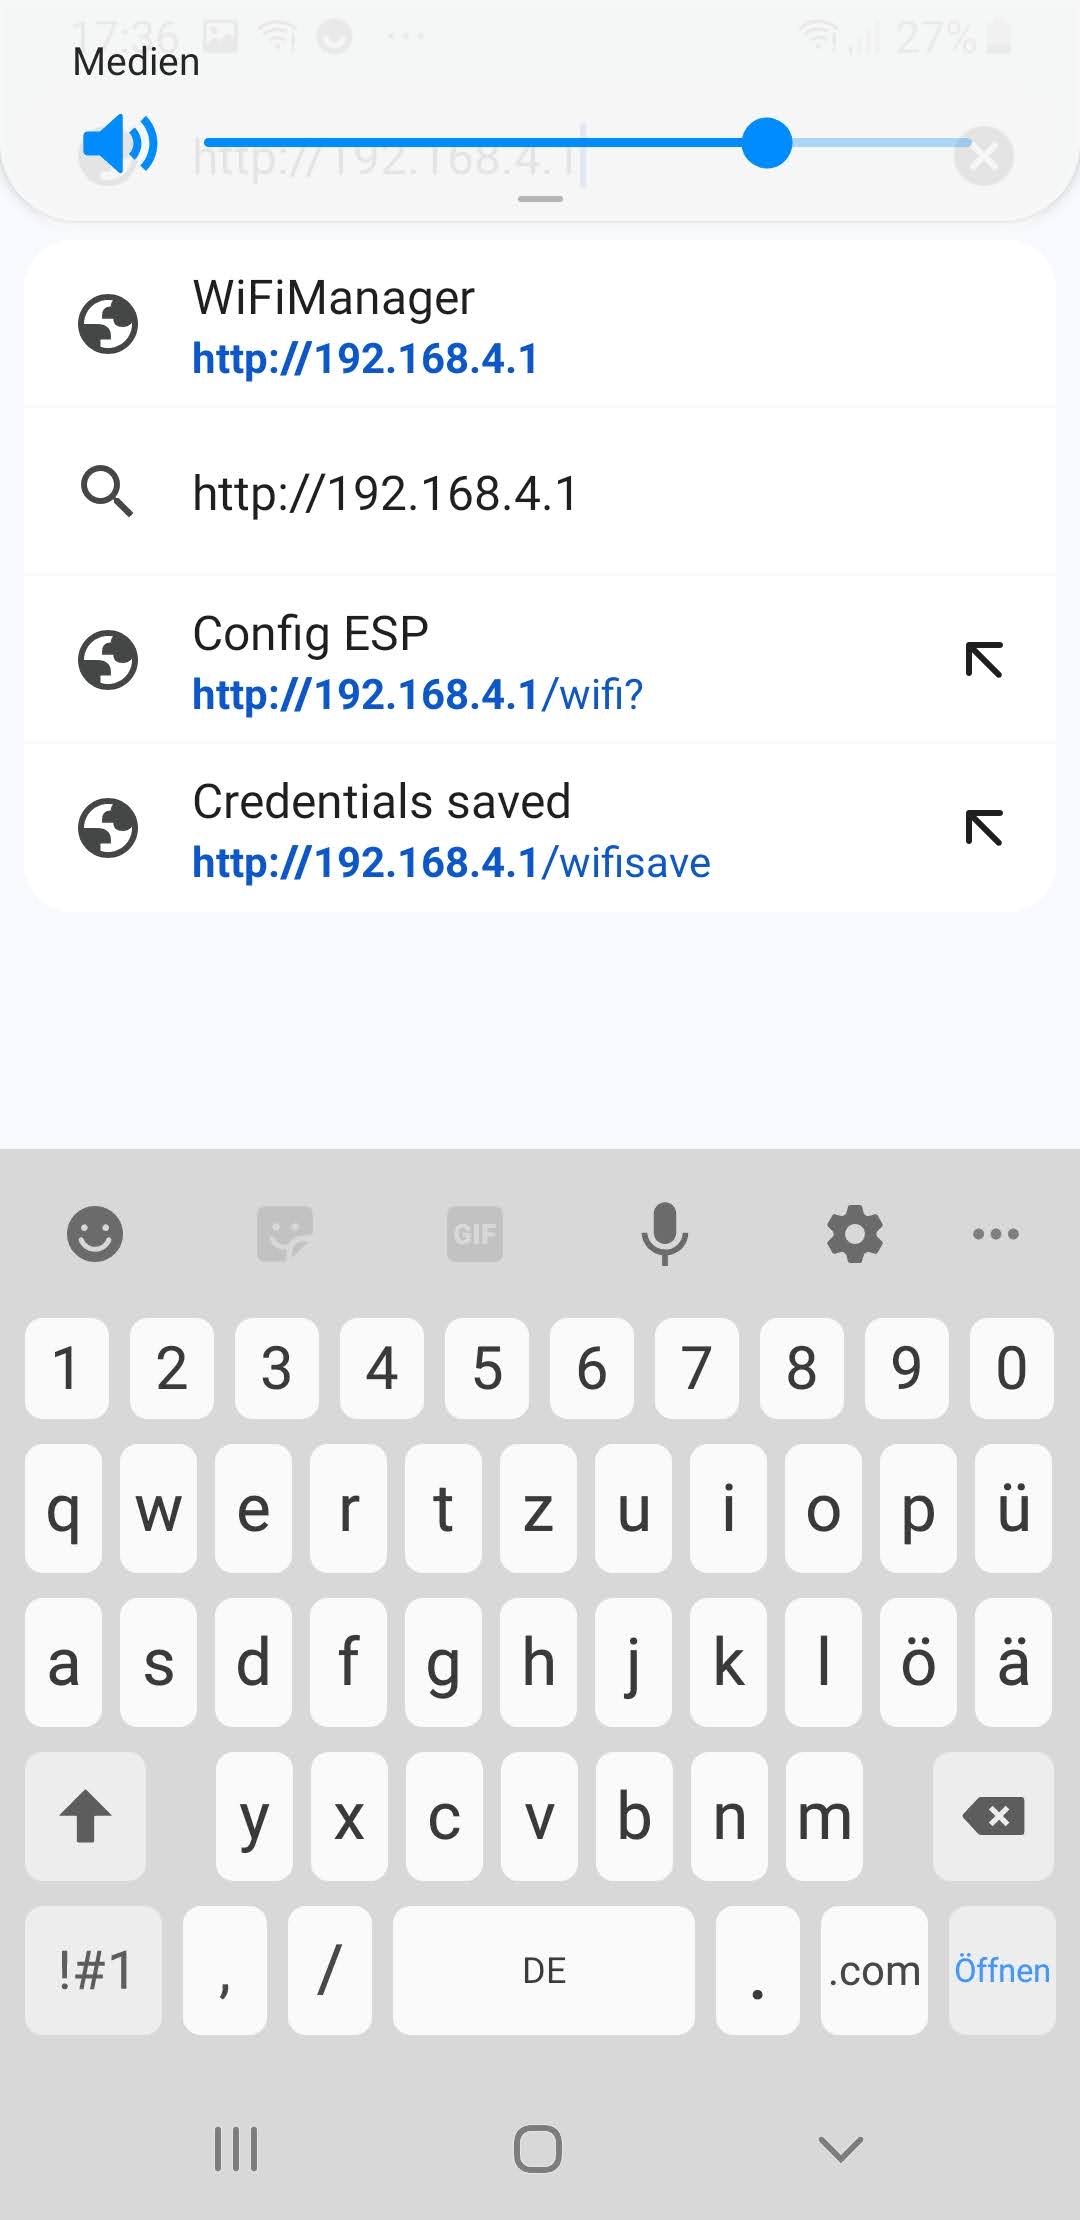 17:36 27%
Medien
http://192.168.4.1
WiFiManager
http://192.168.4.1
http://192.168.4.1
Config ESP
http://192.168.4.1/wifi?
Credentials saved
http://192.168.4.1/wifisave
GIF
1 2 3 4 5 6 7 8 9 0
q w e r t z u i o p ü
a s d f g h j k l ö ä
y x c v b n m
!#1 , / DE . .com Öffnen